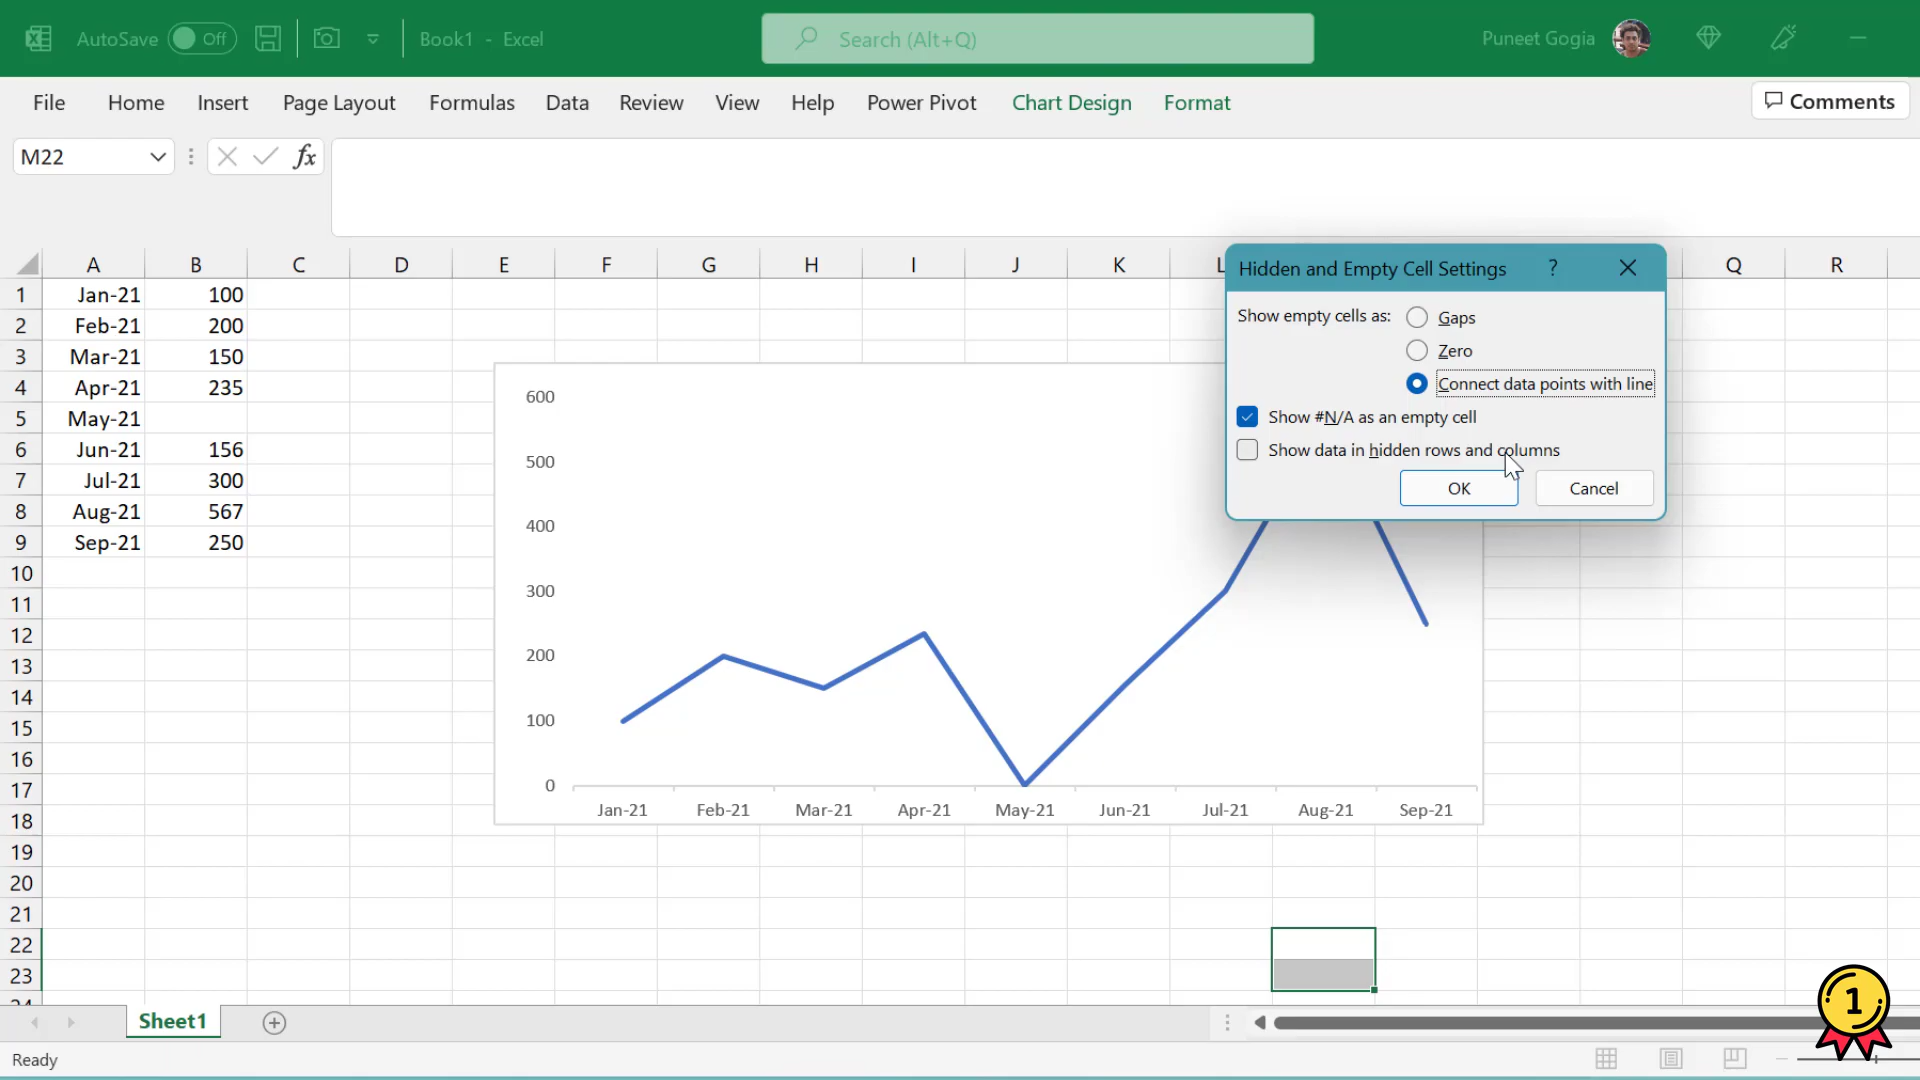 AutoSave Off Book1 - Excel Search (Alt+Q) Puneet Gogia
File Home Insert Page Layout Formulas Data Review View Help Power Pivot Chart Design Format Comments
M22 fx
A B C D E F G H I J K L Q R
Hidden and Empty Cell Settings ? 
Show empty cells as: Gaps
Zero
Connect data points with line
Show #N/A as an empty cell
Show data in hidden rows and columns
OK Cancel
1 Jan-21 100
2 Feb-21 200
3 Mar-21 150
4 Apr-21 235
5 May-21
6 Jun-21 156
7 Jul-21 300
8 Aug-21 567
9 Sep-21 250
10
11
12
13
14
15
16
17
18
19
20
21
22
23
600
500
400
300
200
100
0
Jan-21 Feb-21 Mar-21 Apr-21 May-21 Jun-21 Jul-21 Aug-21 Sep-21
1
Sheet1
Ready